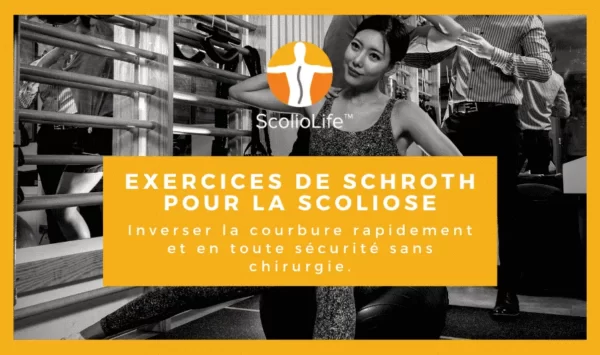 ScolioLife™
EXERCICES DE SCHROTH
POUR LA SCOLIOSE
Inverser la courbure rapidement
et en toute sécurité sans
chirurgie.